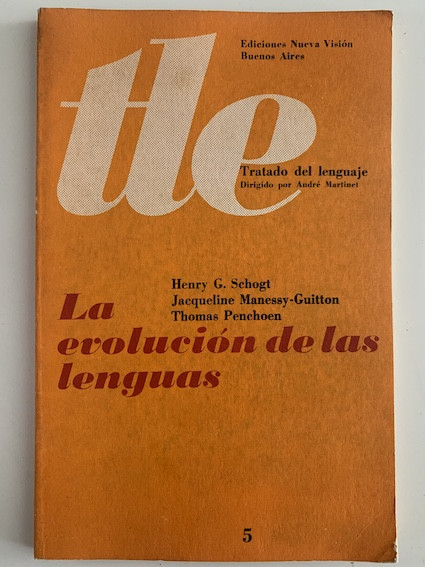 Ediciones Nueva Visión
Buenos Aires
tle
Tratado del lenguaje
Dirigido por André Martinet
Henry G. Schogt
Jacqueline Manessy-Guitton
Thomas Penchoen
La
evolución de las
lenguas
5